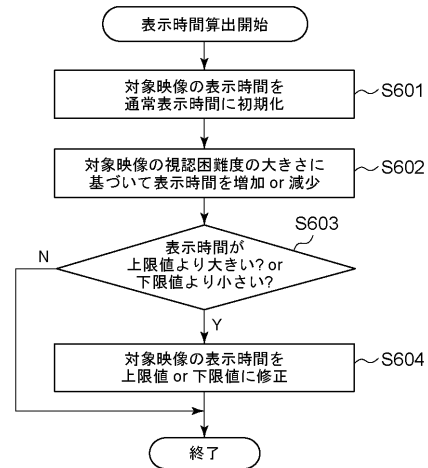 表示時間算出開始
対象映像の表示時間を
通常表示時間に初期化
S601
対象映像の視認困難度の大きさに
基づいて表示時間を増加 or 減少
S602
S603
表示時間が
上限値より大きい? or
下限値より小さい?
N
Y
対象映像の表示時間を
上限値 or 下限値に修正
S604
終了